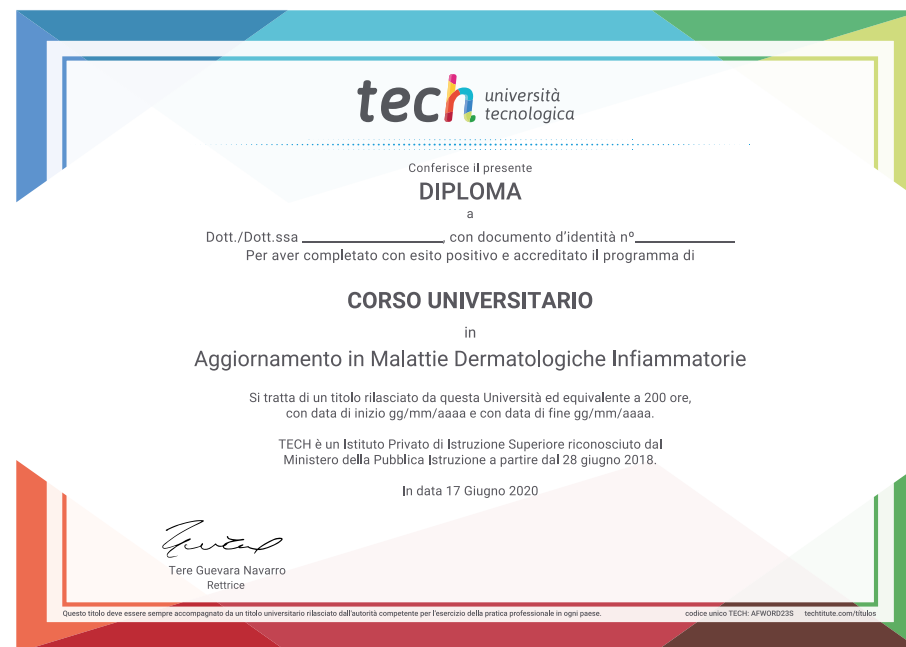 tech università
tecnologica
Conferisce il presente
DIPLOMA
a
Dott./Dott.ssa ____________________, con documento d'identità nº______________
Per aver completato con esito positivo e accreditato il programma di
CORSO UNIVERSITARIO
in
Aggiornamento in Malattie Dermatologiche Infiammatorie
Si tratta di un titolo rilasciato da questa Università ed equivalente a 200 ore,
con data di inizio gg/mm/aaaa e con data di fine gg/mm/aaaa.
TECH è un Istituto Privato di Istruzione Superiore riconosciuto dal
Ministero della Pubblica Istruzione a partire dal 28 giugno 2018.
In data 17 Giugno 2020
Tere Guevara Navarro
Rettrice
Questo titolo deve essere sempre accompagnato da un titolo universitario rilasciato dall'autorità competente per l'esercizio della pratica professionale in ogni paese. codice unico TECH: AFWORD23S techtitute.com/titulos